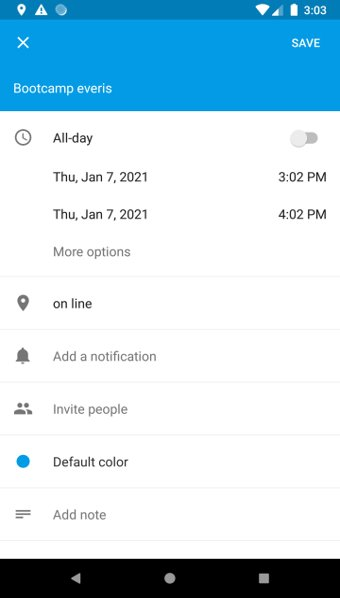 3:03
SAVE
Bootcamp everis
All-day
Thu, Jan 7, 2021 3:02 PM
Thu, Jan 7, 2021 4:02 PM
More options
on line
Add a notification
Invite people
Default color
Add note